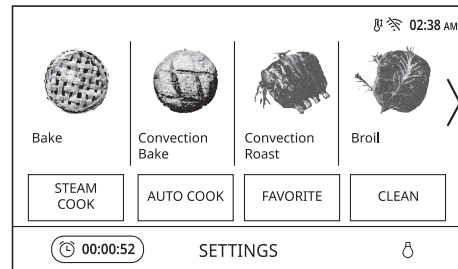 02:38 AM
Bake
Convection
Bake
Convection
Roast
Broil
STEAM
COOK
AUTO COOK
FAVORITE
CLEAN
00:00:52
SETTINGS